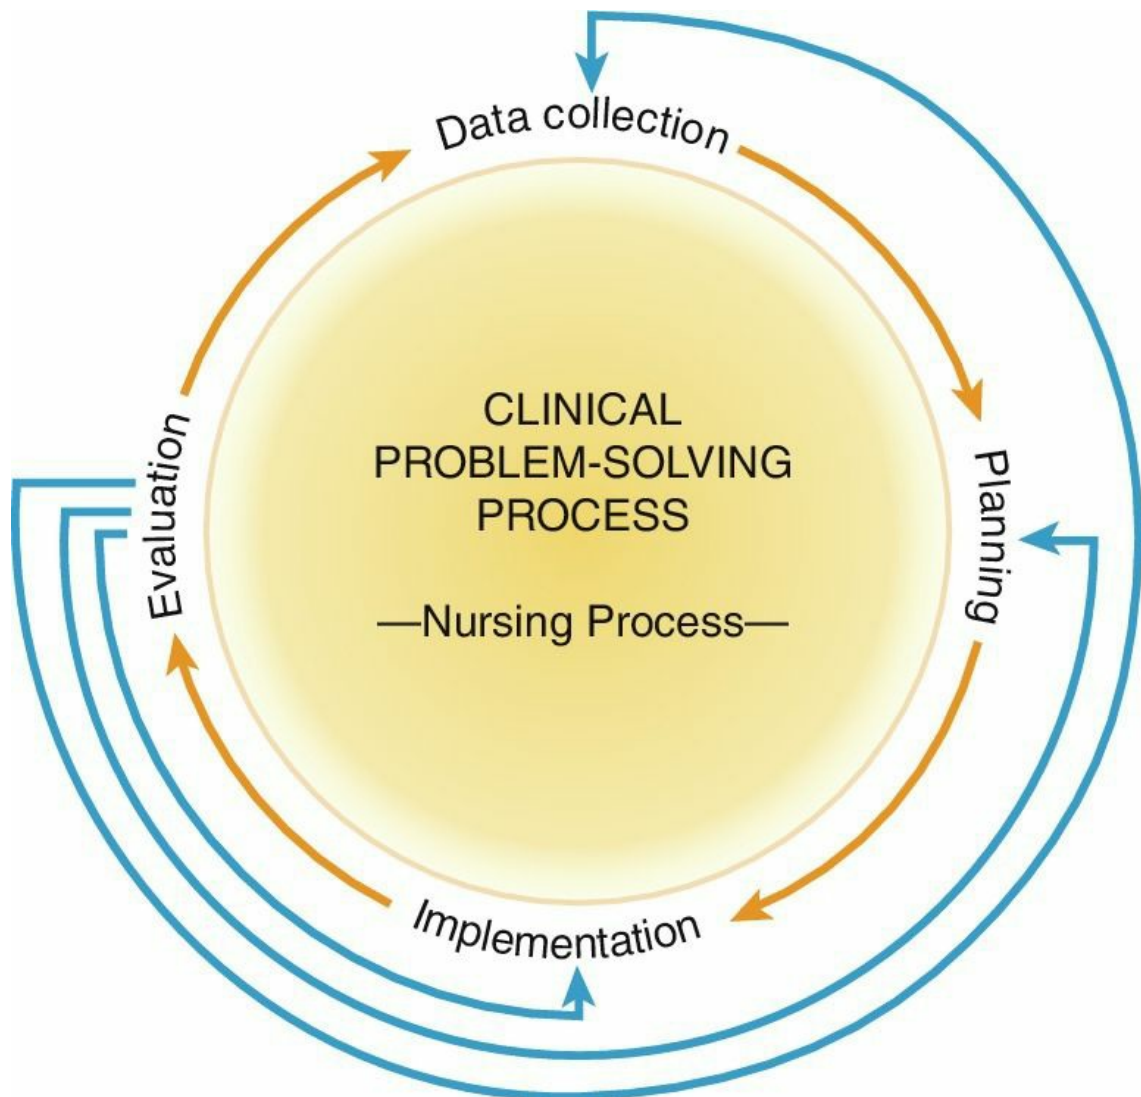 Data collection
Planning
Implementation
Evaluation
CLINICAL
PROBLEM-SOLVING
PROCESS
—Nursing Process—